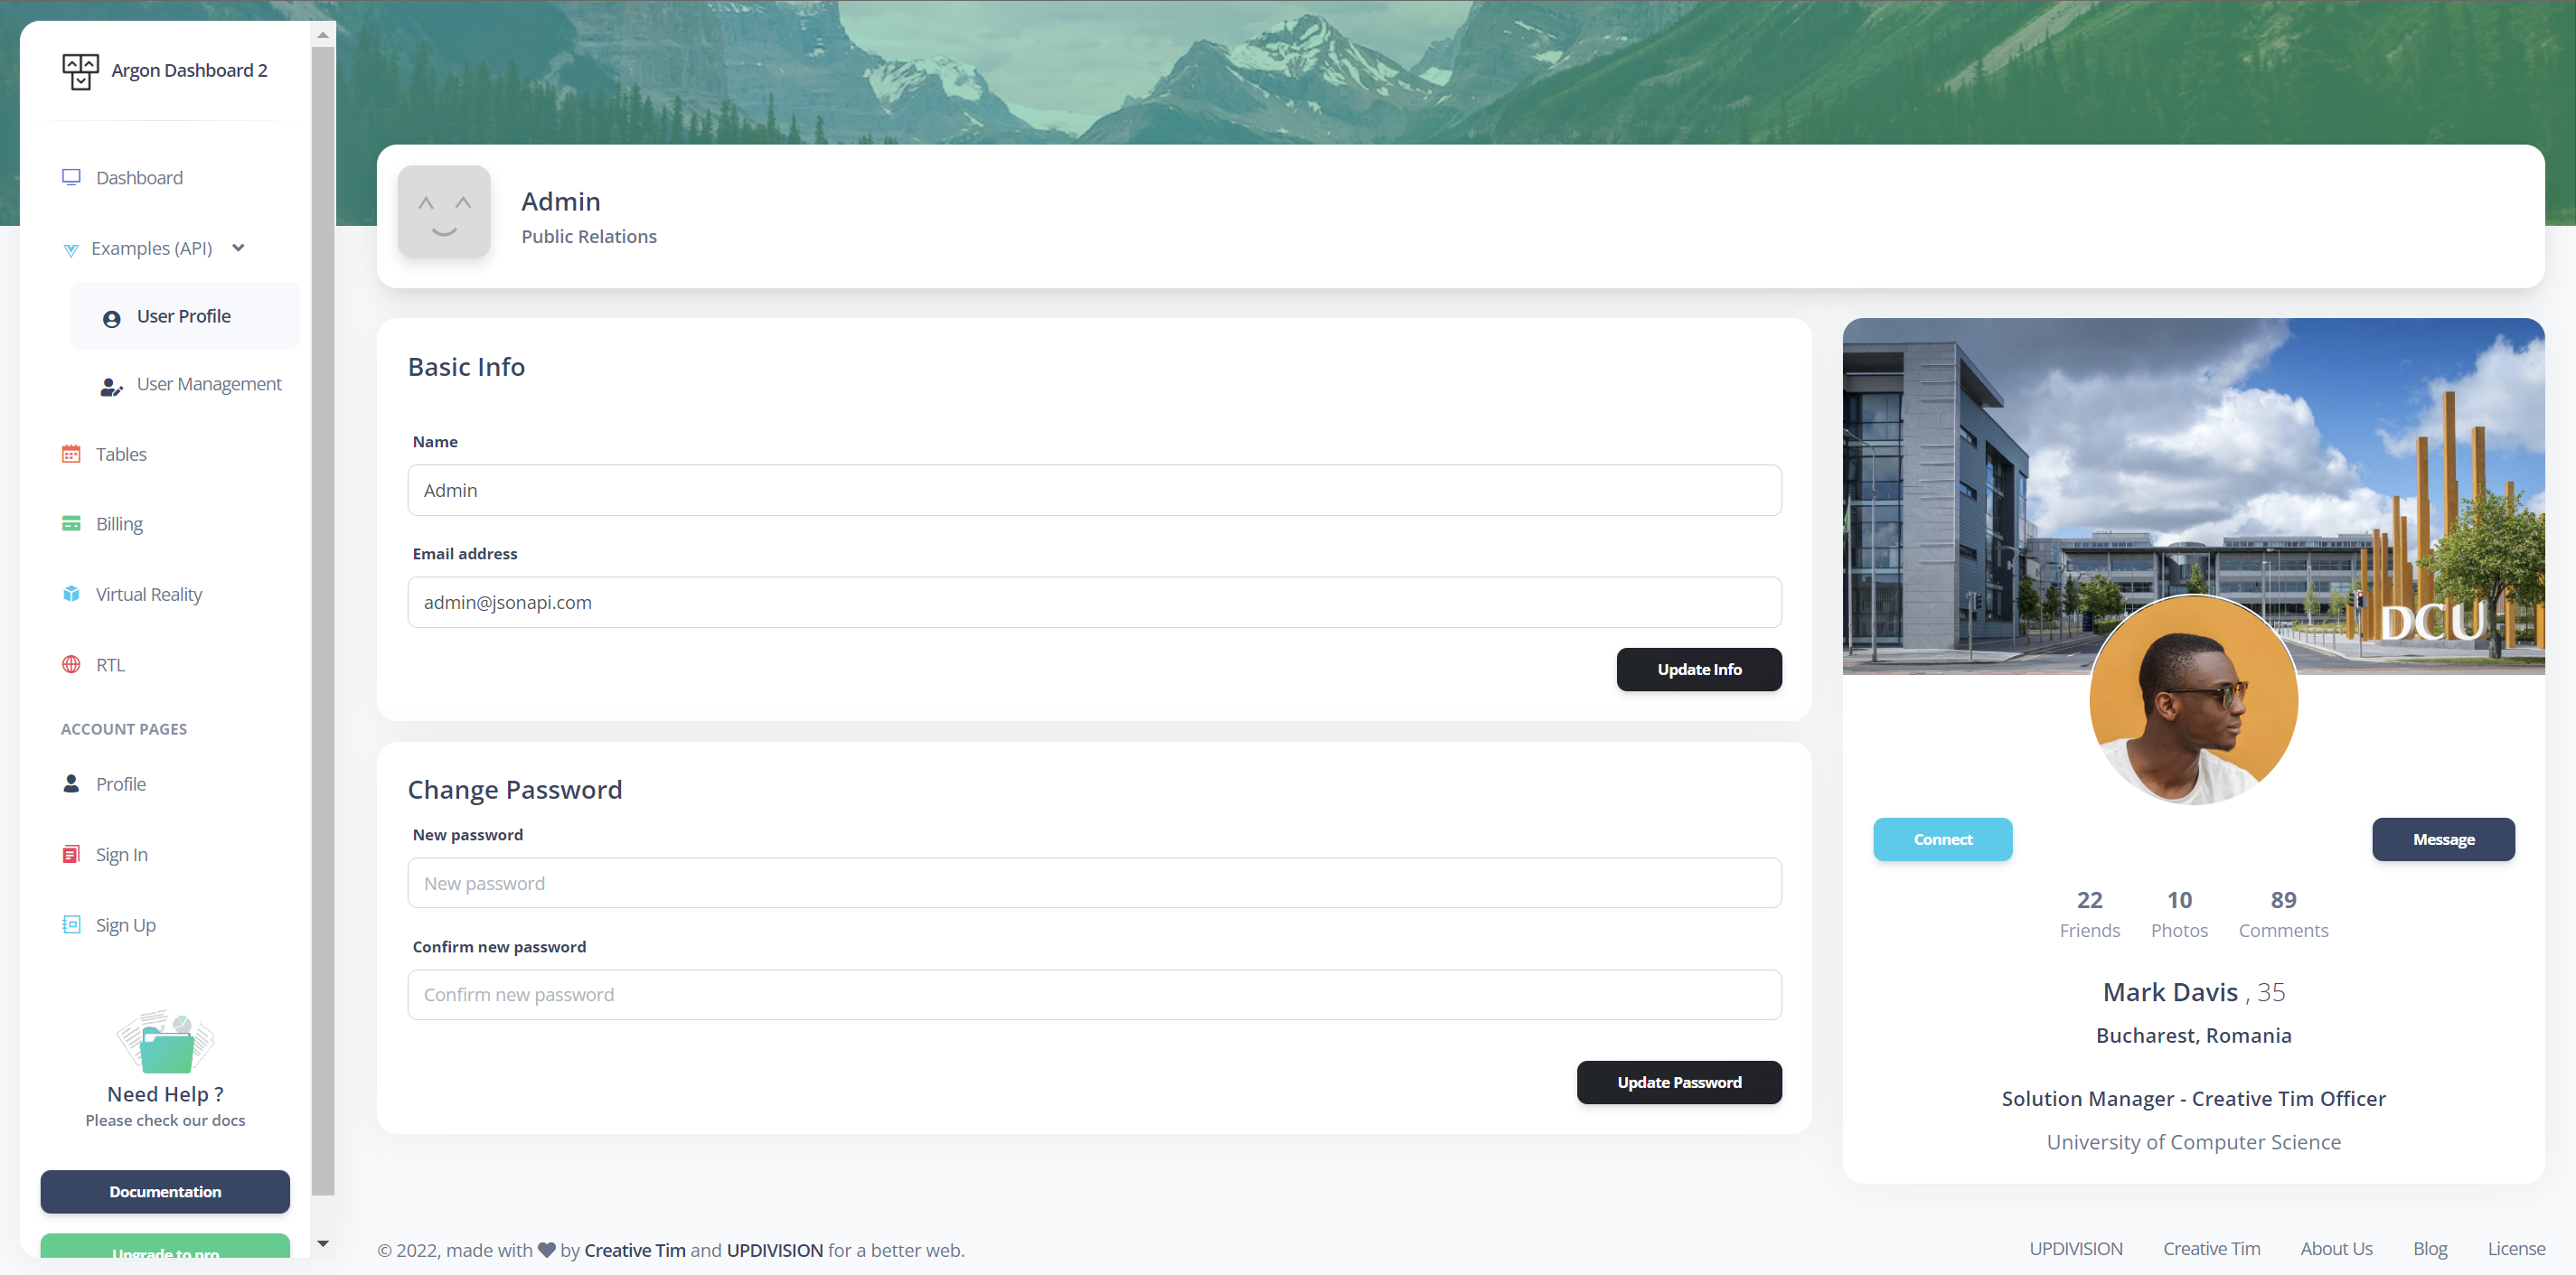 Argon Dashboard 2
Dashboard
Examples (API)
User Profile
User Management
Tables
Billing
Virtual Reality
RTL
ACCOUNT PAGES
Profile
Sign In
Sign Up
Need Help ?
Please check our docs
Documentation
Upgrade to pro
Admin
Public Relations
Basic Info
Name
Admin
Email address
admin@jsonapi.com
Update Info
Change Password
New password
New password
Confirm new password
Confirm new password
Update Password
DCU
Connect
Message
22 10 89
Friends Photos Comments
Mark Davis , 35
Bucharest, Romania
Solution Manager - Creative Tim Officer
University of Computer Science
© 2022, made with by Creative Tim and UPDIVISION for a better web.
UPDIVISION Creative Tim About Us Blog License